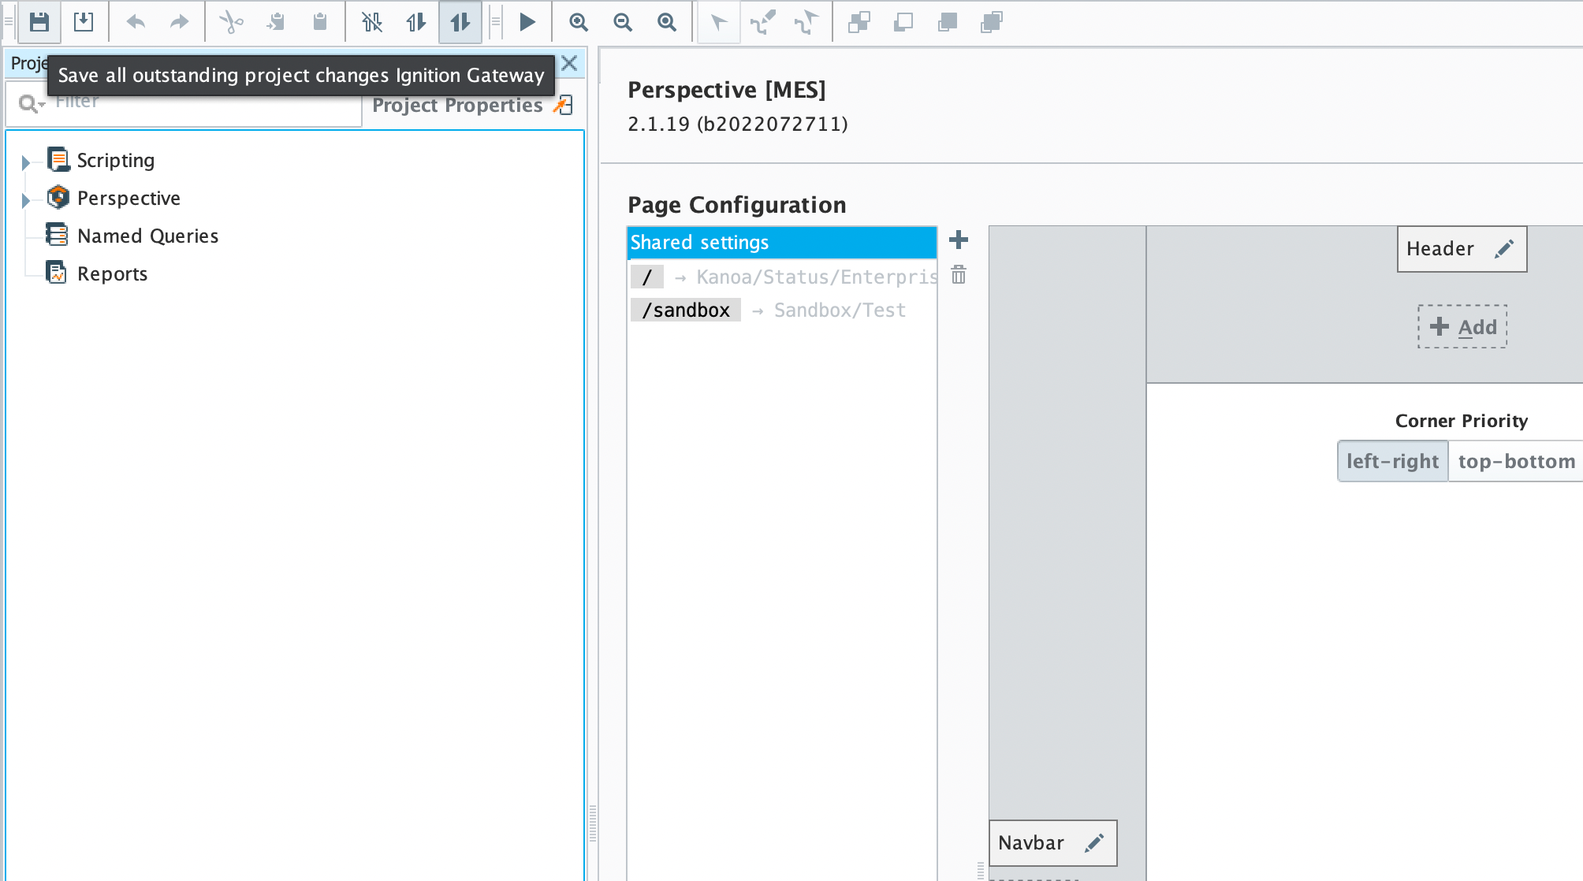 Proje
Save all outstanding project changes Ignition Gateway
Filter
Project Properties
Scripting
Perspective
Named Queries
Reports
Perspective [MES]
2.1.19 (b2022072711)
Page Configuration
Shared settings
/ → Kanoa/Status/Enterpris
/sandbox → Sandbox/Test
Header
Add
Corner Priority
left-right top-bottom
Navbar